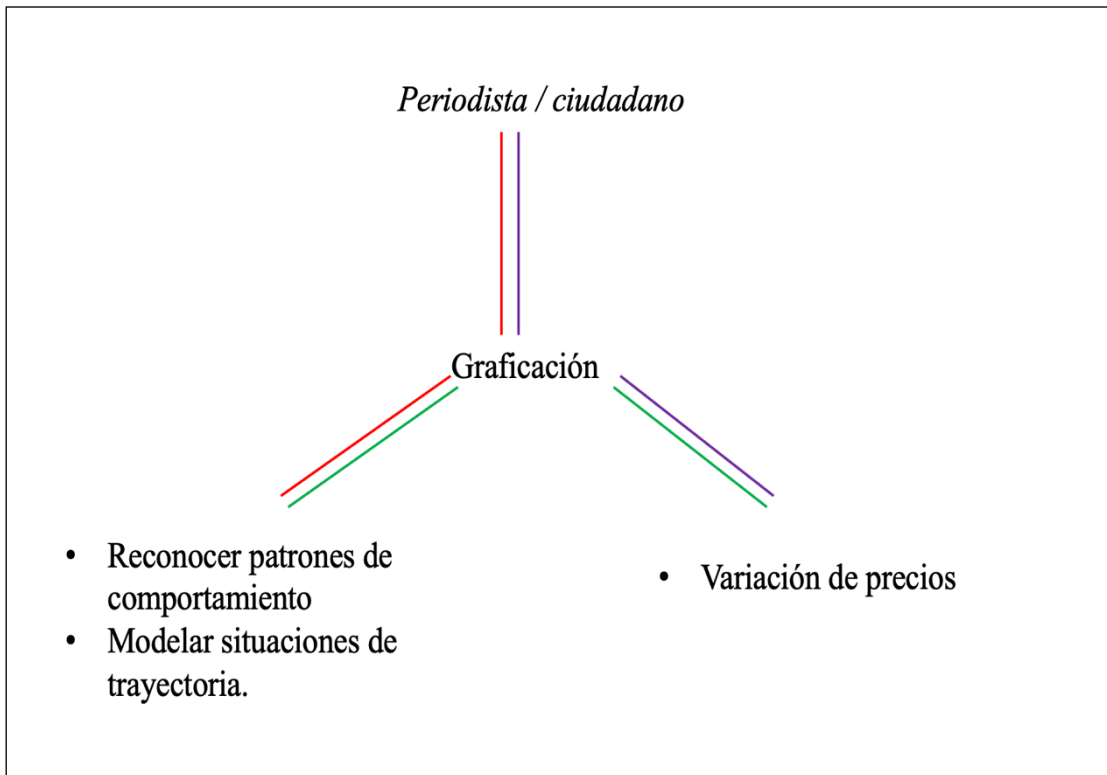 Periodista / ciudadano
Graficación
• Reconocer patrones de
comportamiento
• Modelar situaciones de
trayectoria.
• Variación de precios